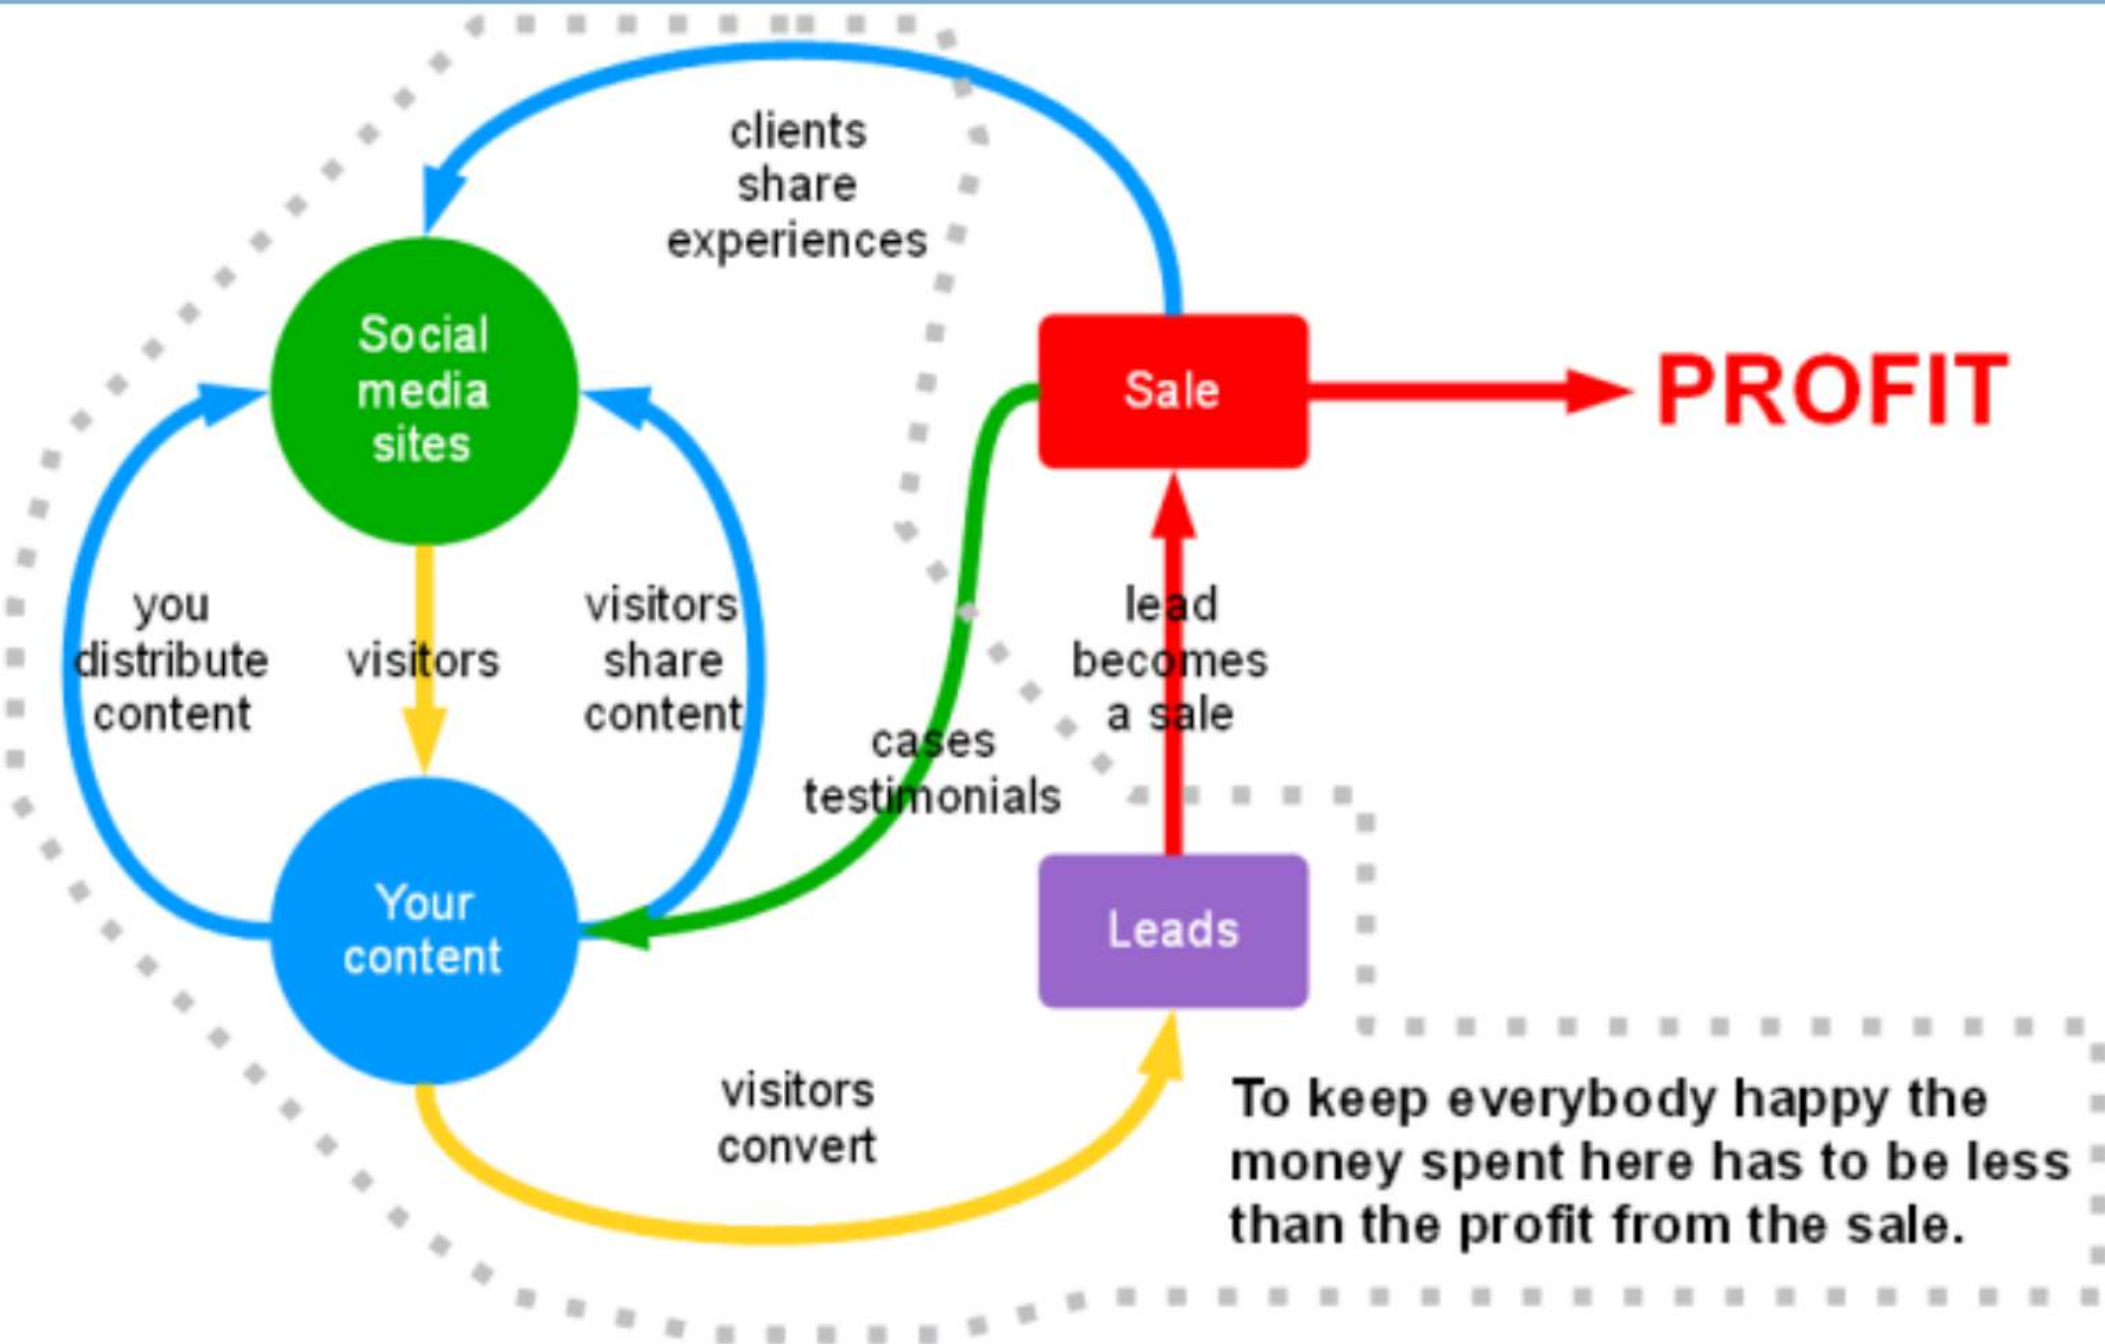 clients
share
experiences
Social
media
sites
Sale
PROFIT
you
distribute
content
visitors
visitors
share
content
lead
becomes
a sale
cases
testimonials
Your
content
Leads
visitors
convert
To keep everybody happy the
money spent here has to be less
than the profit from the sale.